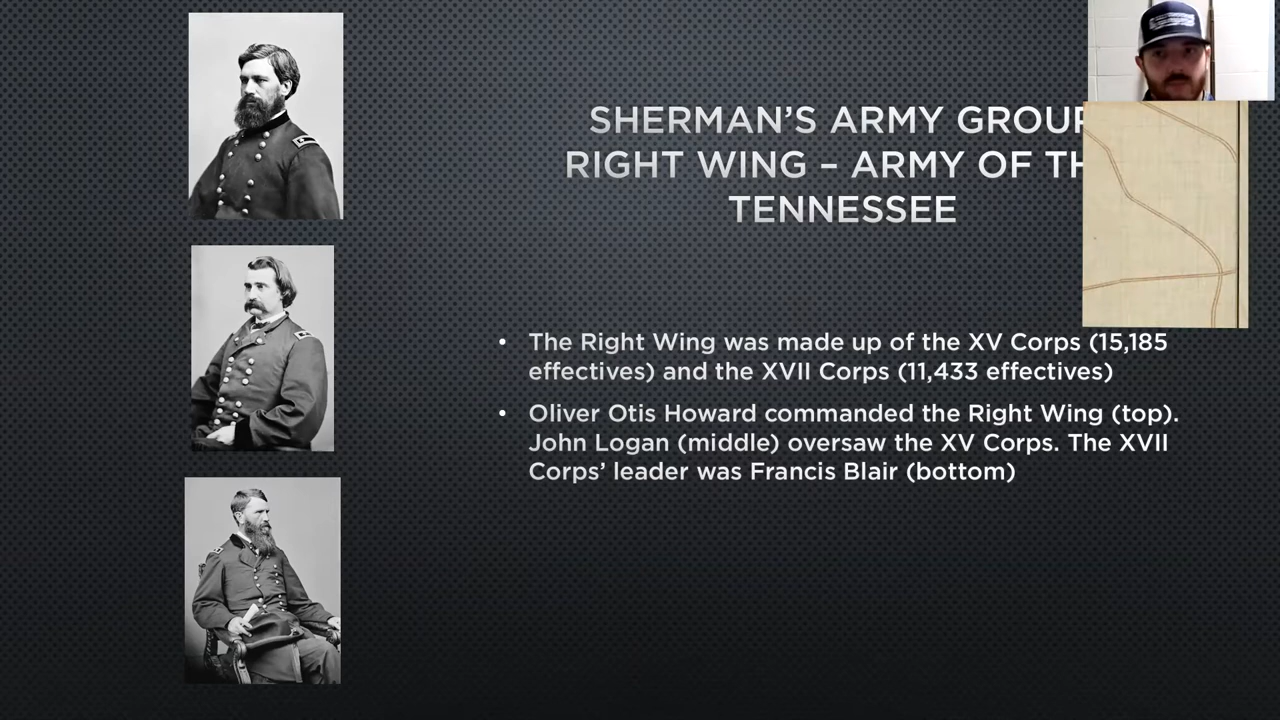 SHERMAN'S ARMY GROUP
RIGHT WING – ARMY OF TH
TENNESSEE
• The Right Wing was made up of the XV Corps (15,185
effectives) and the XVII Corps (11,433 effectives)
• Oliver Otis Howard commanded the Right Wing (top).
John Logan (middle) oversaw the XV Corps. The XVII
Corps' leader was Francis Blair (bottom)